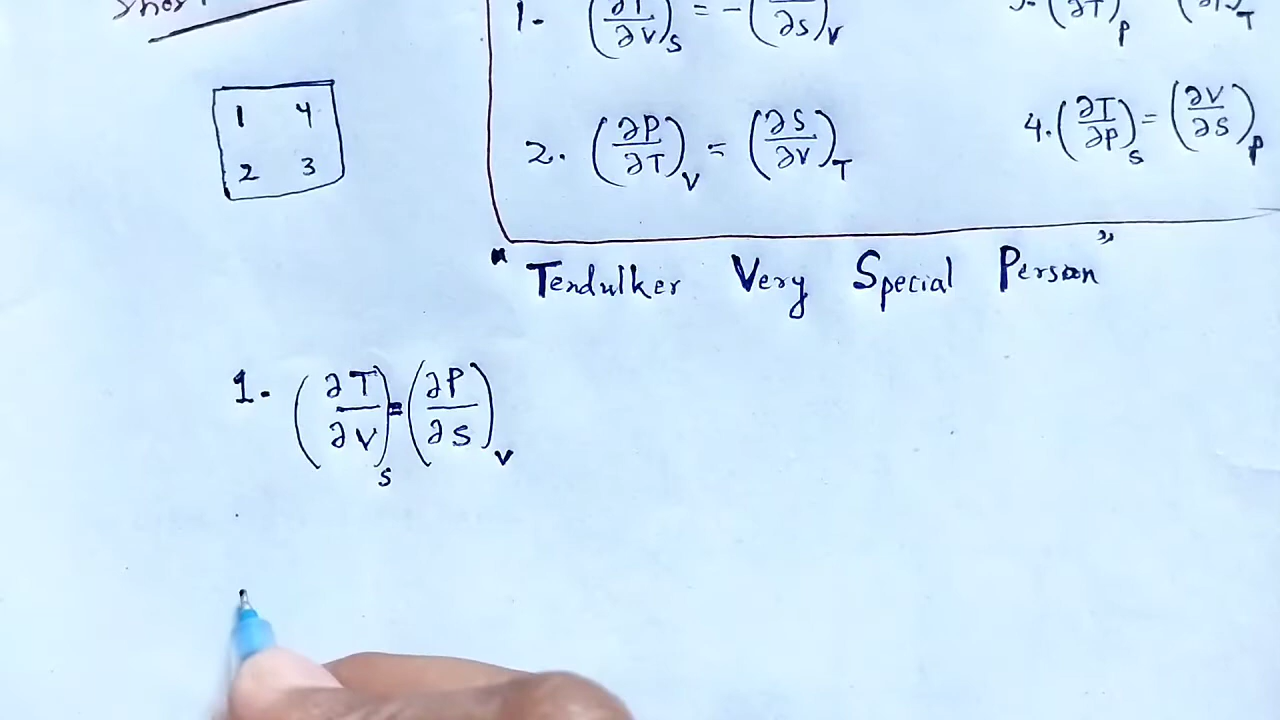 Short
1. (∂T/∂V)_S = -(∂P/∂S)_V
1 4
2 3
2. (∂P/∂T)_V = (∂S/∂V)_T
4. (∂T/∂P)_S = (∂V/∂S)_P
"Tendulker Very Special Person"
1. (∂T/∂V)_S = (∂P/∂S)_V